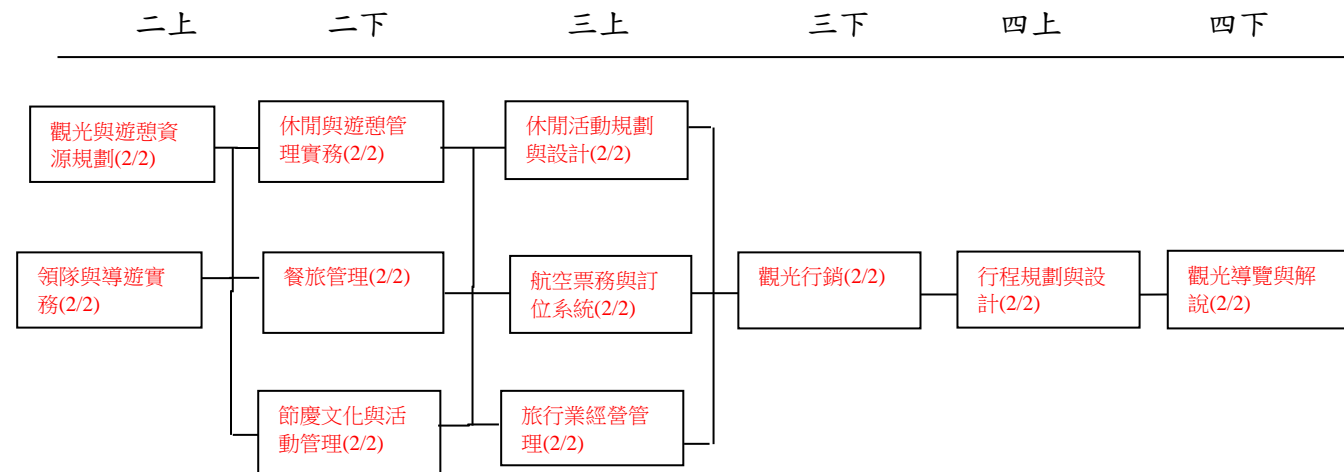 二上 二下 三上 三下 四上 四下
觀光與遊憩資
源規劃(2/2)
休閒與遊憩管
理實務(2/2)
休閒活動規劃
與設計(2/2)
領隊與導遊實
務(2/2)
餐旅管理(2/2)
航空票務與訂
位系統(2/2)
觀光行銷(2/2)
行程規劃與設
計(2/2)
觀光導覽與解
說(2/2)
節慶文化與活
動管理(2/2)
旅行業經營管
理(2/2)